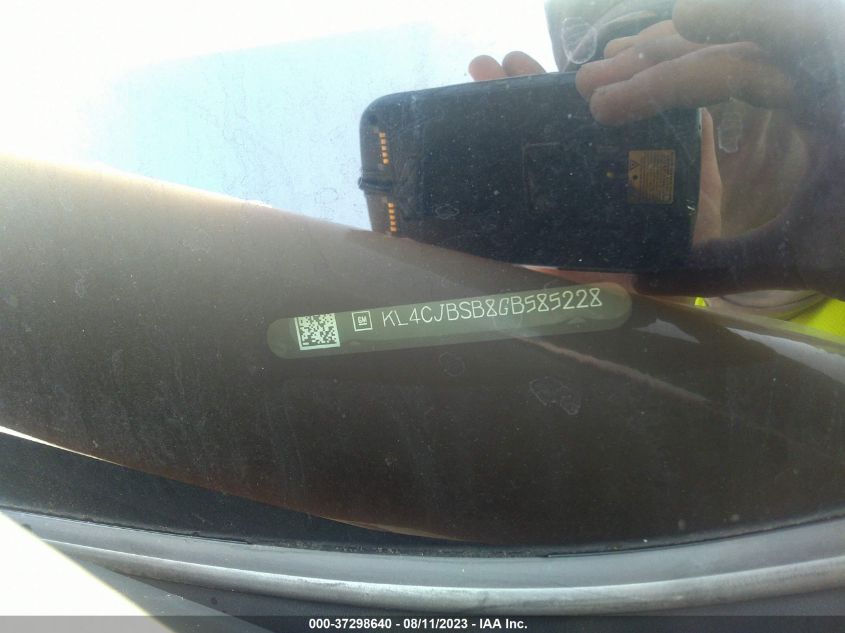 GM KL4CJBSB8GB585228
000-37298640 - 08/11/2023 - IAA Inc.